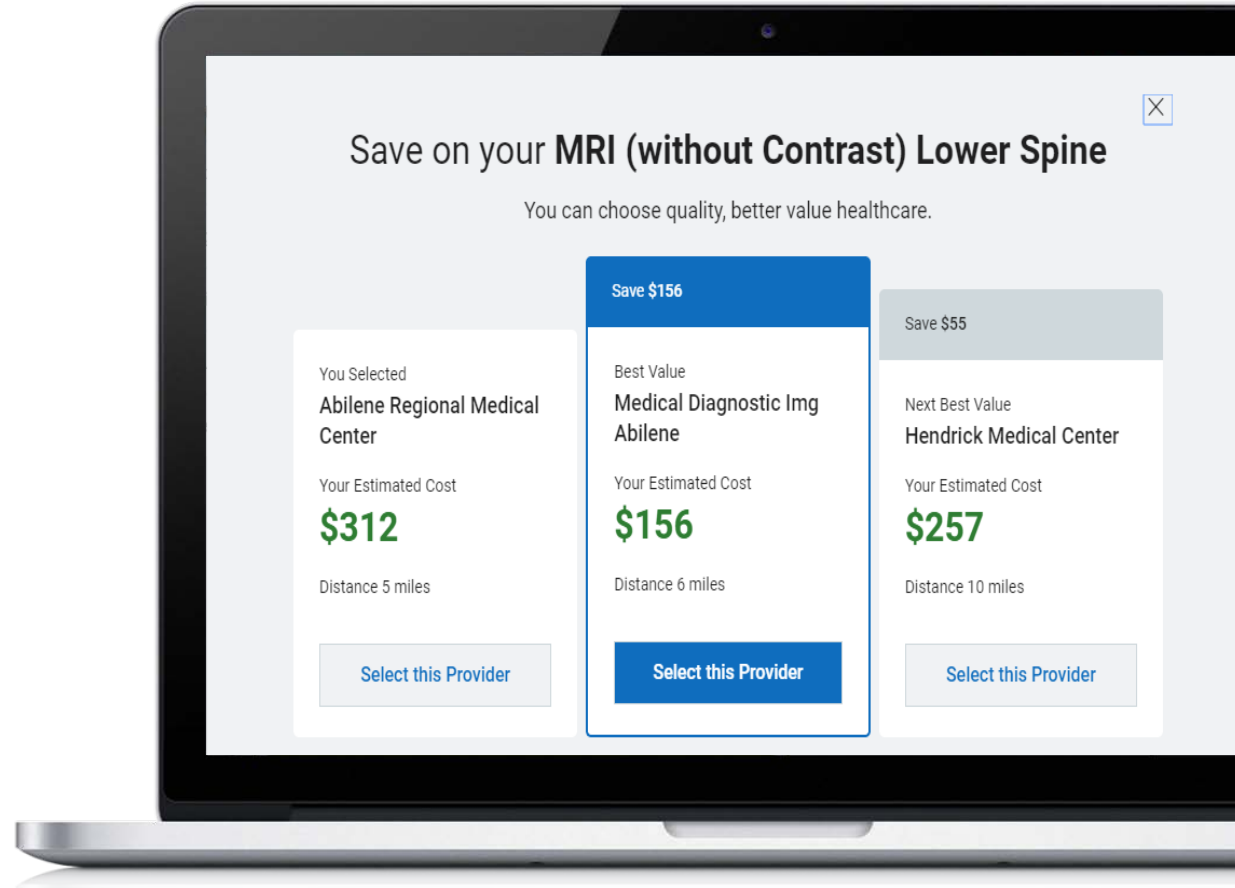 Save on your MRI (without Contrast) Lower Spine
You can choose quality, better value healthcare.
You Selected
Abilene Regional Medical
Center
Your Estimated Cost
$312
Distance 5 miles
Select this Provider
Save $156
Best Value
Medical Diagnostic Img
Abilene
Your Estimated Cost
$156
Distance 6 miles
Select this Provider
Save $55
Next Best Value
Hendrick Medical Center
Your Estimated Cost
$257
Distance 10 miles
Select this Provider